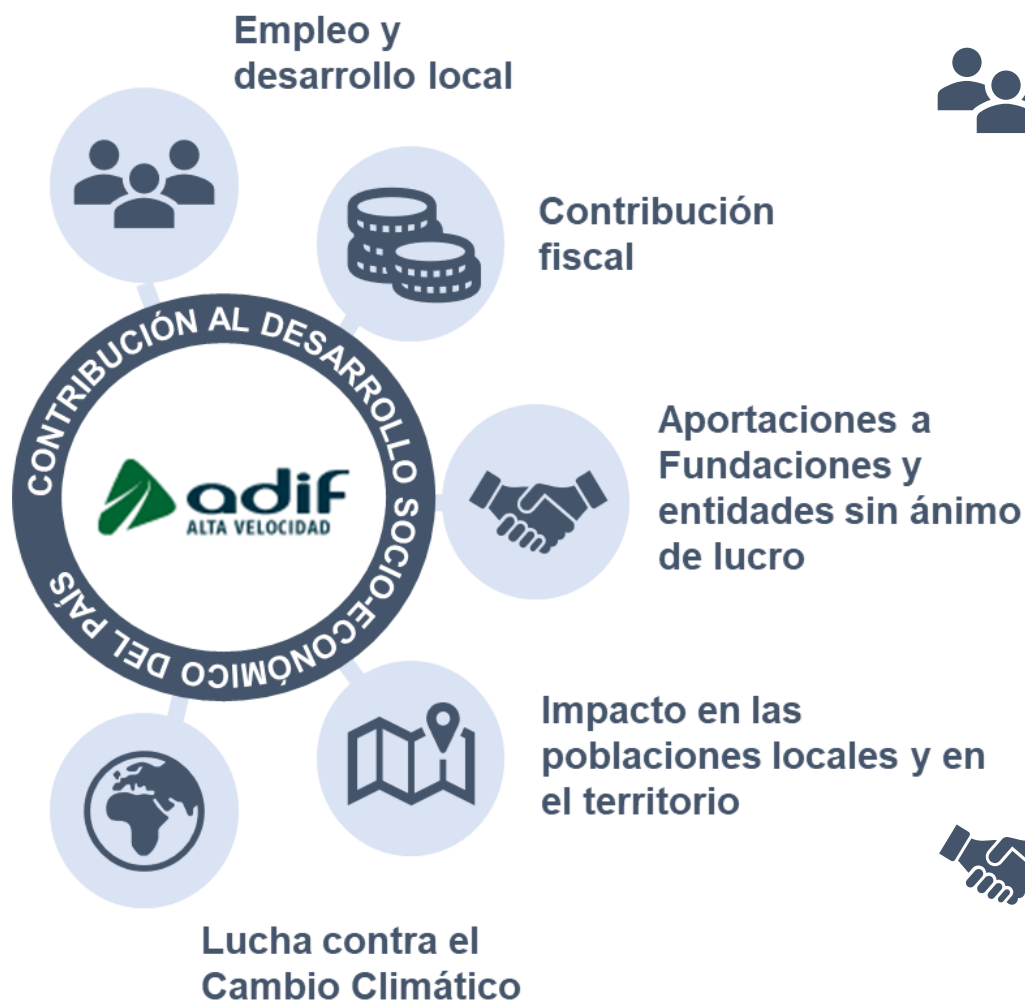 Empleo y
desarrollo local
Contribución
fiscal
CONTRIBUCIÓN AL DESARROLLO SOCIO-ECONÓMICO DEL PAÍS
adif
ALTA VELOCIDAD
Aportaciones a
Fundaciones y
entidades sin ánimo
de lucro
Impacto en las
poblaciones locales y en
el territorio
Lucha contra el
Cambio Climático